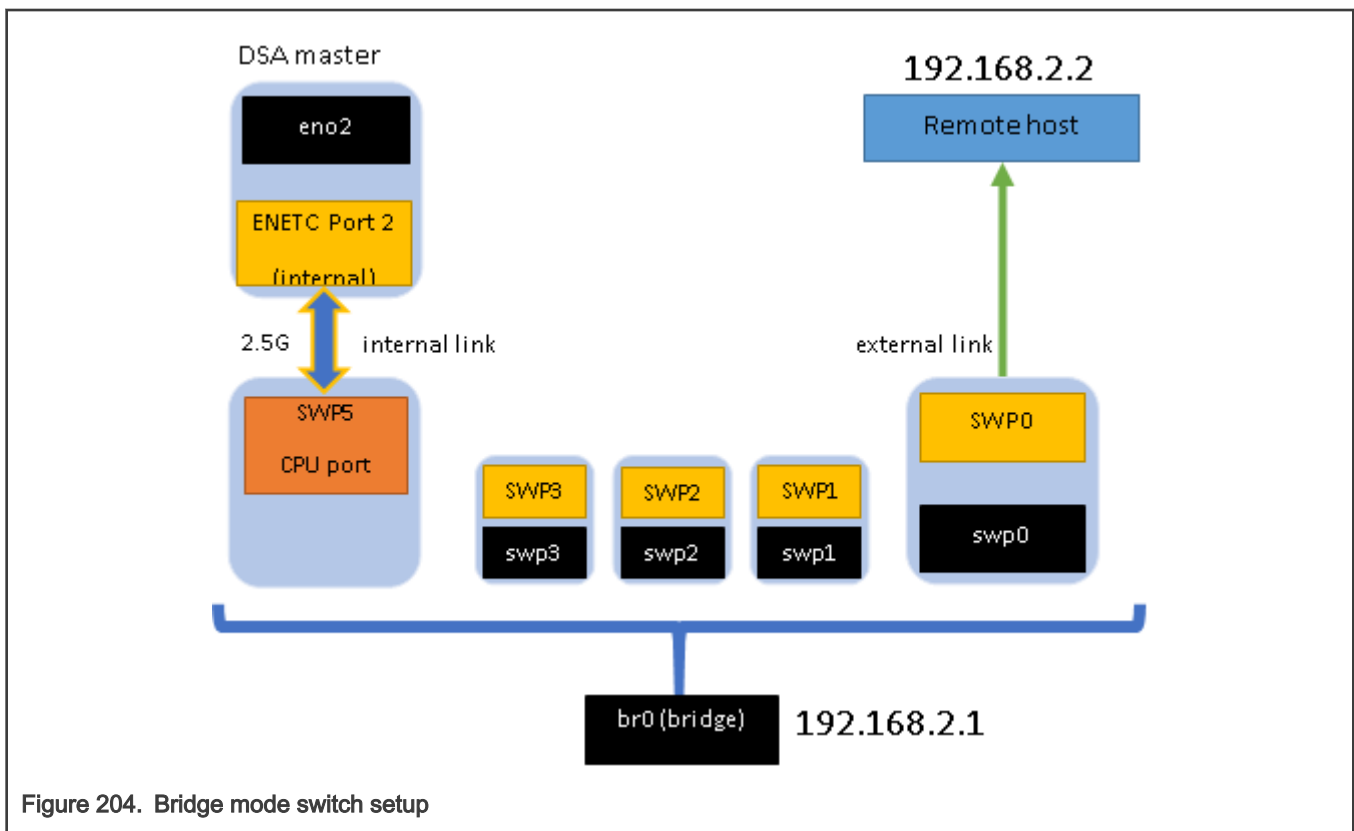 DSA master
192.168.2.2
eno2
Remote host
ENETC Port 2
(internal)
2.5G
internal link
external link
SWP5
CPU port
SWP0
SWP3
SWP2
SWP1
swp3
swp2
swp1
swp0
br0 (bridge)
192.168.2.1
Figure 204. Bridge mode switch setup